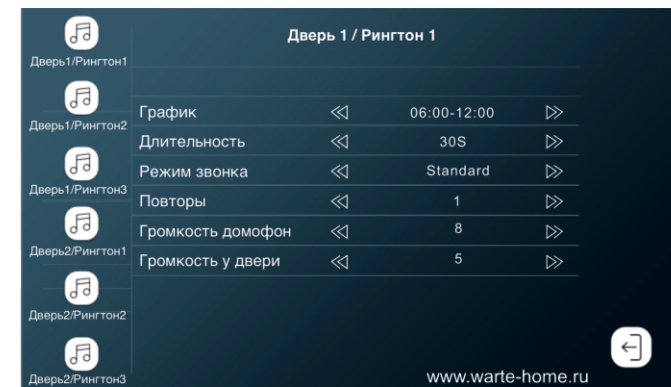 Дверь 1 / Рингтон 1
Дверь1/Рингтон1
Дверь1/Рингтон2
Дверь1/Рингтон3
Дверь2/Рингтон1
Дверь2/Рингтон2
Дверь2/Рингтон3
График 06:00-12:00
Длительность 30S
Режим звонка Standard
Повторы 1
Громкость домофон 8
Громкость у двери 5
www.warte-home.ru